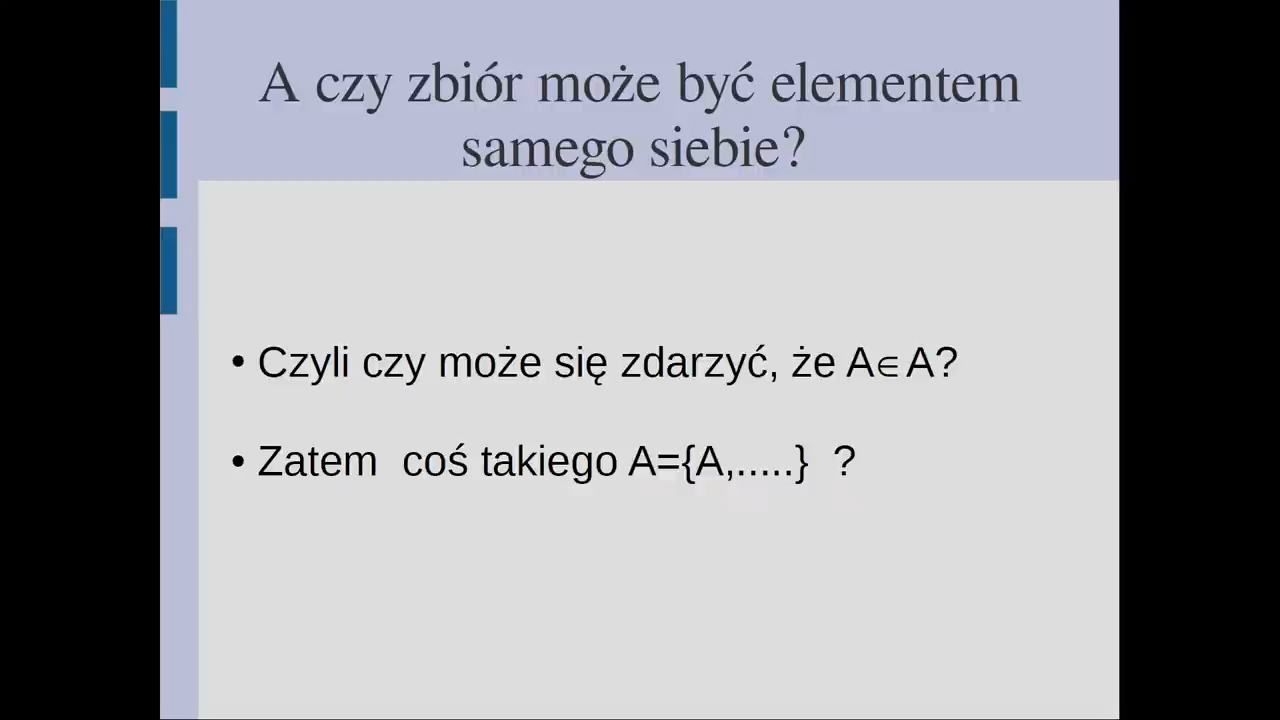 A czy zbiór może być elementem
samego siebie?
• Czyli czy może się zdarzyć, że A∈A?
• Zatem coś takiego A={A,.....} ?